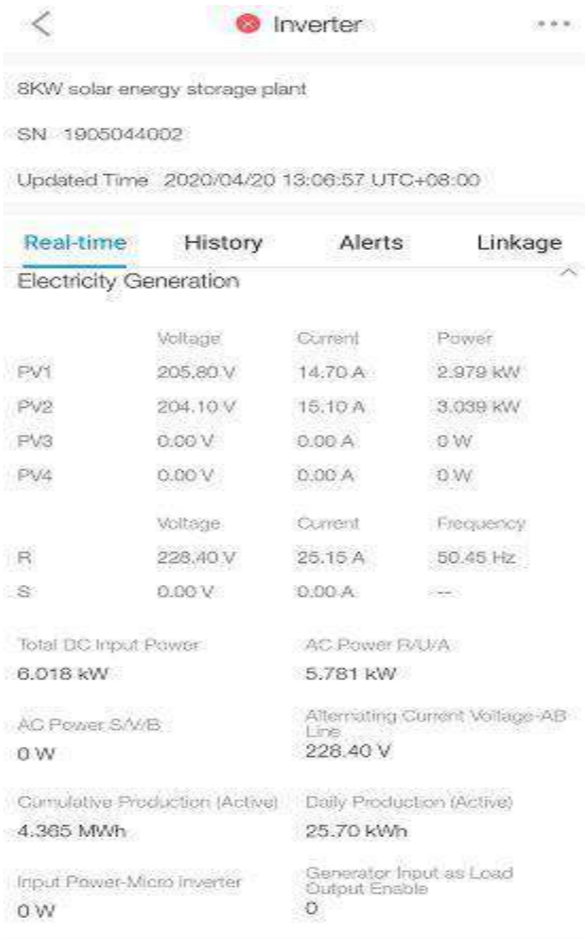 Inverter
8KW solar energy storage plant
SN 1905044002
Updated Time 2020/04/20 13:06:57 UTC+08:00
Real-time History Alerts Linkage
Electricity Generation
Voltage Current Power
PV1 205.80 V 14.70 A 2.979 kW
PV2 204.10 V 15.10 A 3.039 kW
PV3 0.00 V 0.00 A 0 W
PV4 0.00 V 0.00 A 0 W
Voltage Current Frequency
R 228.40 V 25.15 A 50.45 Hz
S 0.00 V 0.00 A --
Total DC Input Power AC Power R/U/A
6.018 kW 5.781 kW
AC Power S/V/B Alternating Current Voltage-AB
Line
0 W 228.40 V
Cumulative Production (Active) Daily Production (Active)
4.365 MWh 25.70 kWh
Input Power-Micro inverter Generator Input as Load
Output Enable
0 W 0